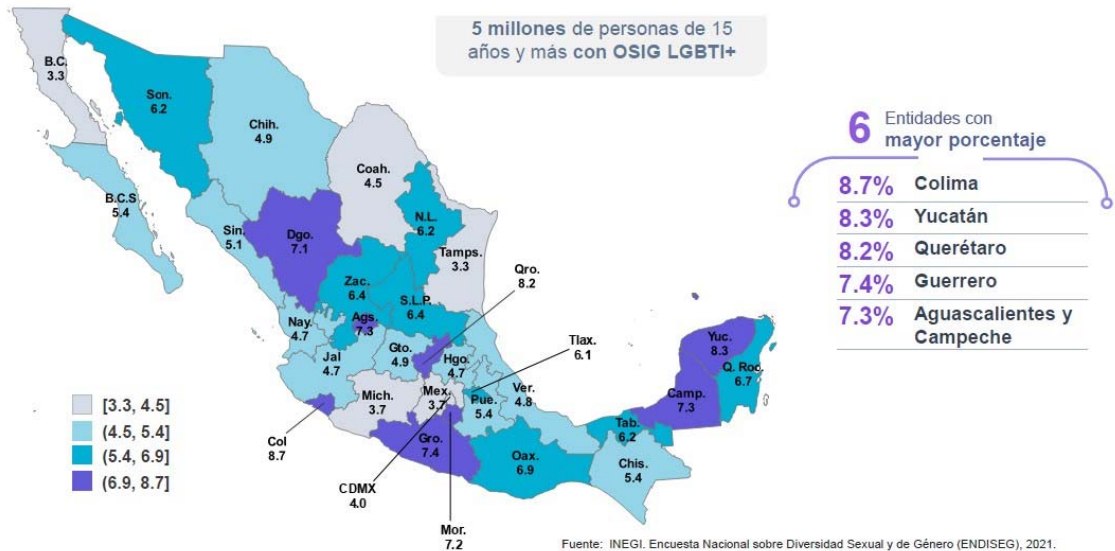 5 millones de personas de 15
años y más con OSIG LGBTI+
B.C.
3.3
Son.
6.2
Chih.
4.9
Coah.
4.5
B.C.S
5.4
Sin.
5.1
Dgo.
7.1
N.L.
6.2
Tamps.
3.3
Qro.
8.2
Zac.
6.4
S.L.P.
6.4
Nay.
4.7
Ags.
7.3
Tlax.
6.1
Jal
4.7
Gto.
4.9
Hgo.
4.7
Ver.
4.8
Mich.
3.7
Mex.
3.7
Pue.
5.4
Yuc.
8.3
Q. Roo.
6.7
Camp.
7.3
Tab.
6.2
Col
8.7
Gro.
7.4
Oax.
6.9
Chis.
5.4
CDMX
4.0
Mor.
7.2
[3.3, 4.5]
(4.5, 5.4]
(5.4, 6.9]
(6.9, 8.7]
6 Entidades con
mayor porcentaje
8.7% Colima
8.3% Yucatán
8.2% Querétaro
7.4% Guerrero
7.3% Aguascalientes y
Campeche
Fuente: INEGI. Encuesta Nacional sobre Diversidad Sexual y de Género (ENDISEG), 2021.